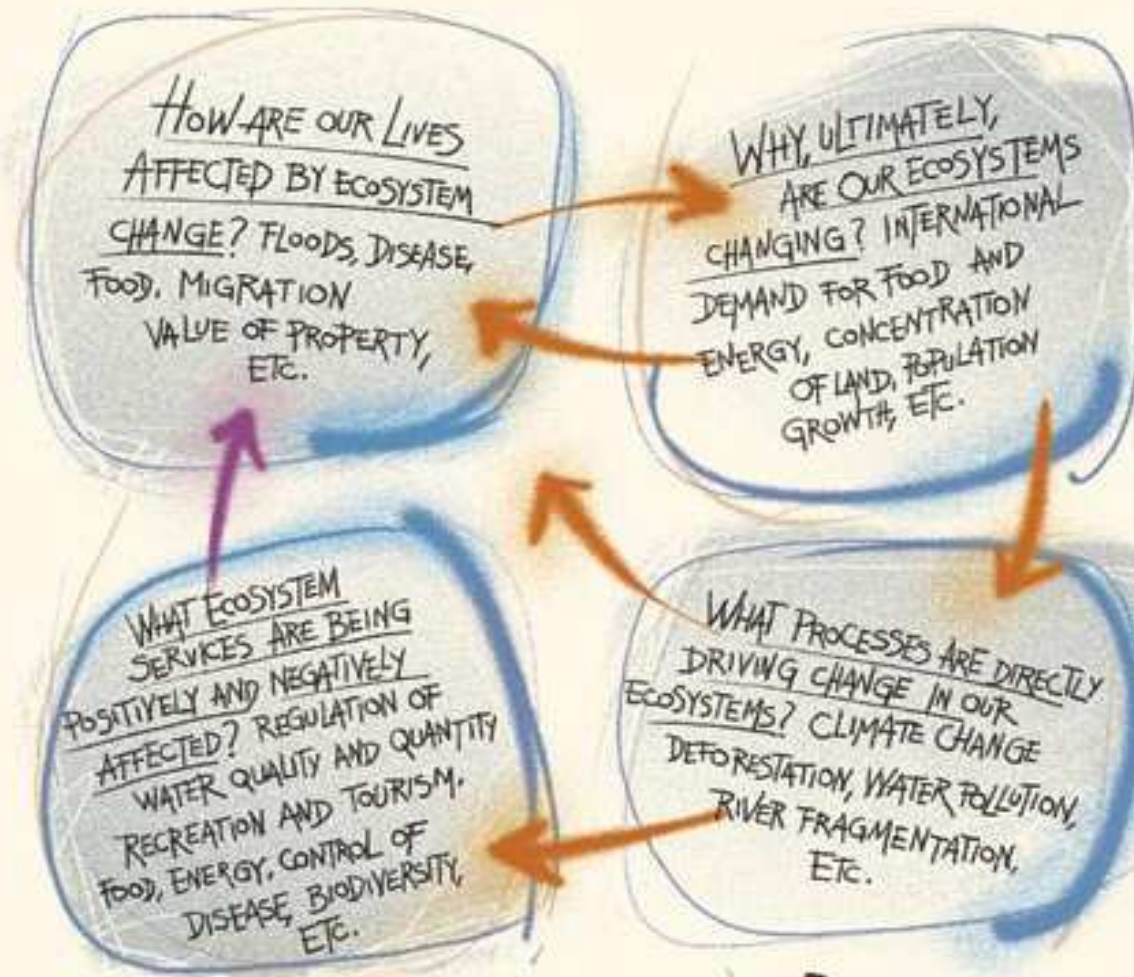 HOW ARE OUR LIVES
AFFECTED BY ECOSYSTEM
CHANGE? FLOODS, DISEASE,
FOOD. MIGRATION
VALUE OF PROPERTY,
ETC.
WHY, ULTIMATELY,
ARE OUR ECOSYSTEMS
CHANGING? INTERNATIONAL
DEMAND FOR FOOD AND
ENERGY, CONCENTRATION
OF LAND, POPULATION
GROWTH, ETC.
WHAT ECOSYSTEM
SERVICES ARE BEING
POSITIVELY AND NEGATIVELY
AFFECTED? REGULATION OF
WATER QUALITY AND QUANTITY
RECREATION AND TOURISM.
FOOD, ENERGY, CONTROL OF
DISEASE, BIODIVERSITY,
ETC.
WHAT PROCESSES ARE DIRECTLY
DRIVING CHANGE IN OUR
ECOSYSTEMS? CLIMATE CHANGE
DEFORESTATION, WATER POLLUTION,
RIVER FRAGMENTATION,
ETC.